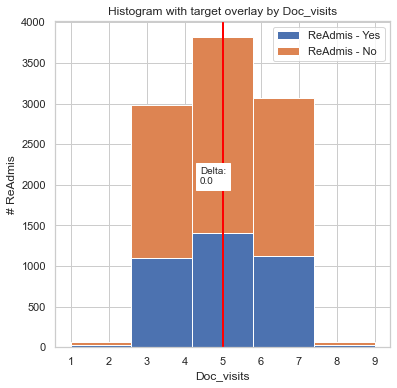 Histogram with target overlay by Doc_visits
4000
3500
3000
2500
2000
1500
1000
500
0
# ReAdmis
ReAdmis - Yes
ReAdmis - No
Delta:
0.0
1 2 3 4 5 6 7 8 9
Doc_visits